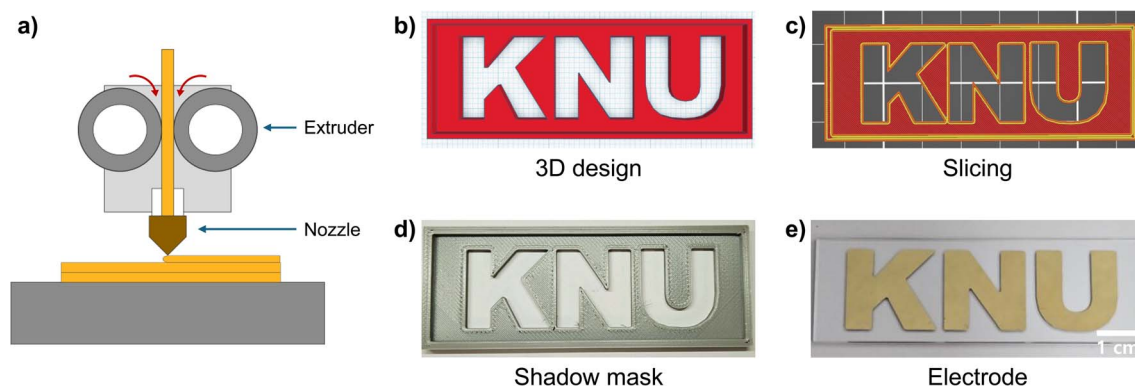 a)
Extruder
Nozzle
b)
KNU
3D design
c)
KNU
Slicing
d)
KNU
Shadow mask
e)
KNU
1 cm
Electrode